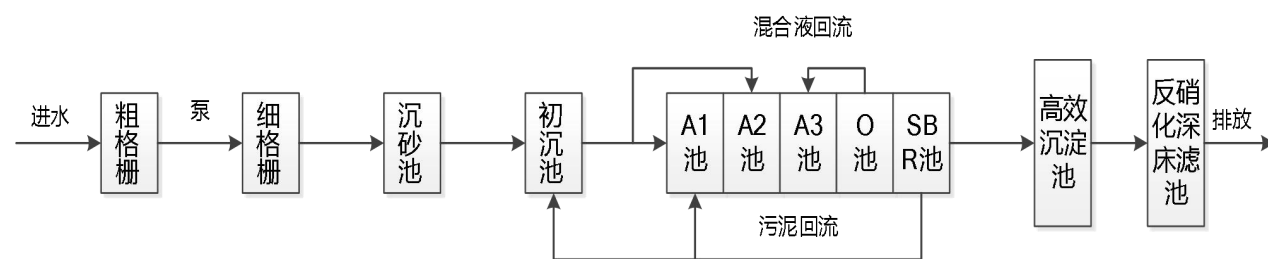 混合液回流
进水
粗
格
栅
泵
细
格
栅
沉
砂
池
初
沉
池
A1
池
A2
池
A3
池
O
池
SB
R池
高效
沉淀
池
反硝
化深
床滤
池
排放
污泥回流